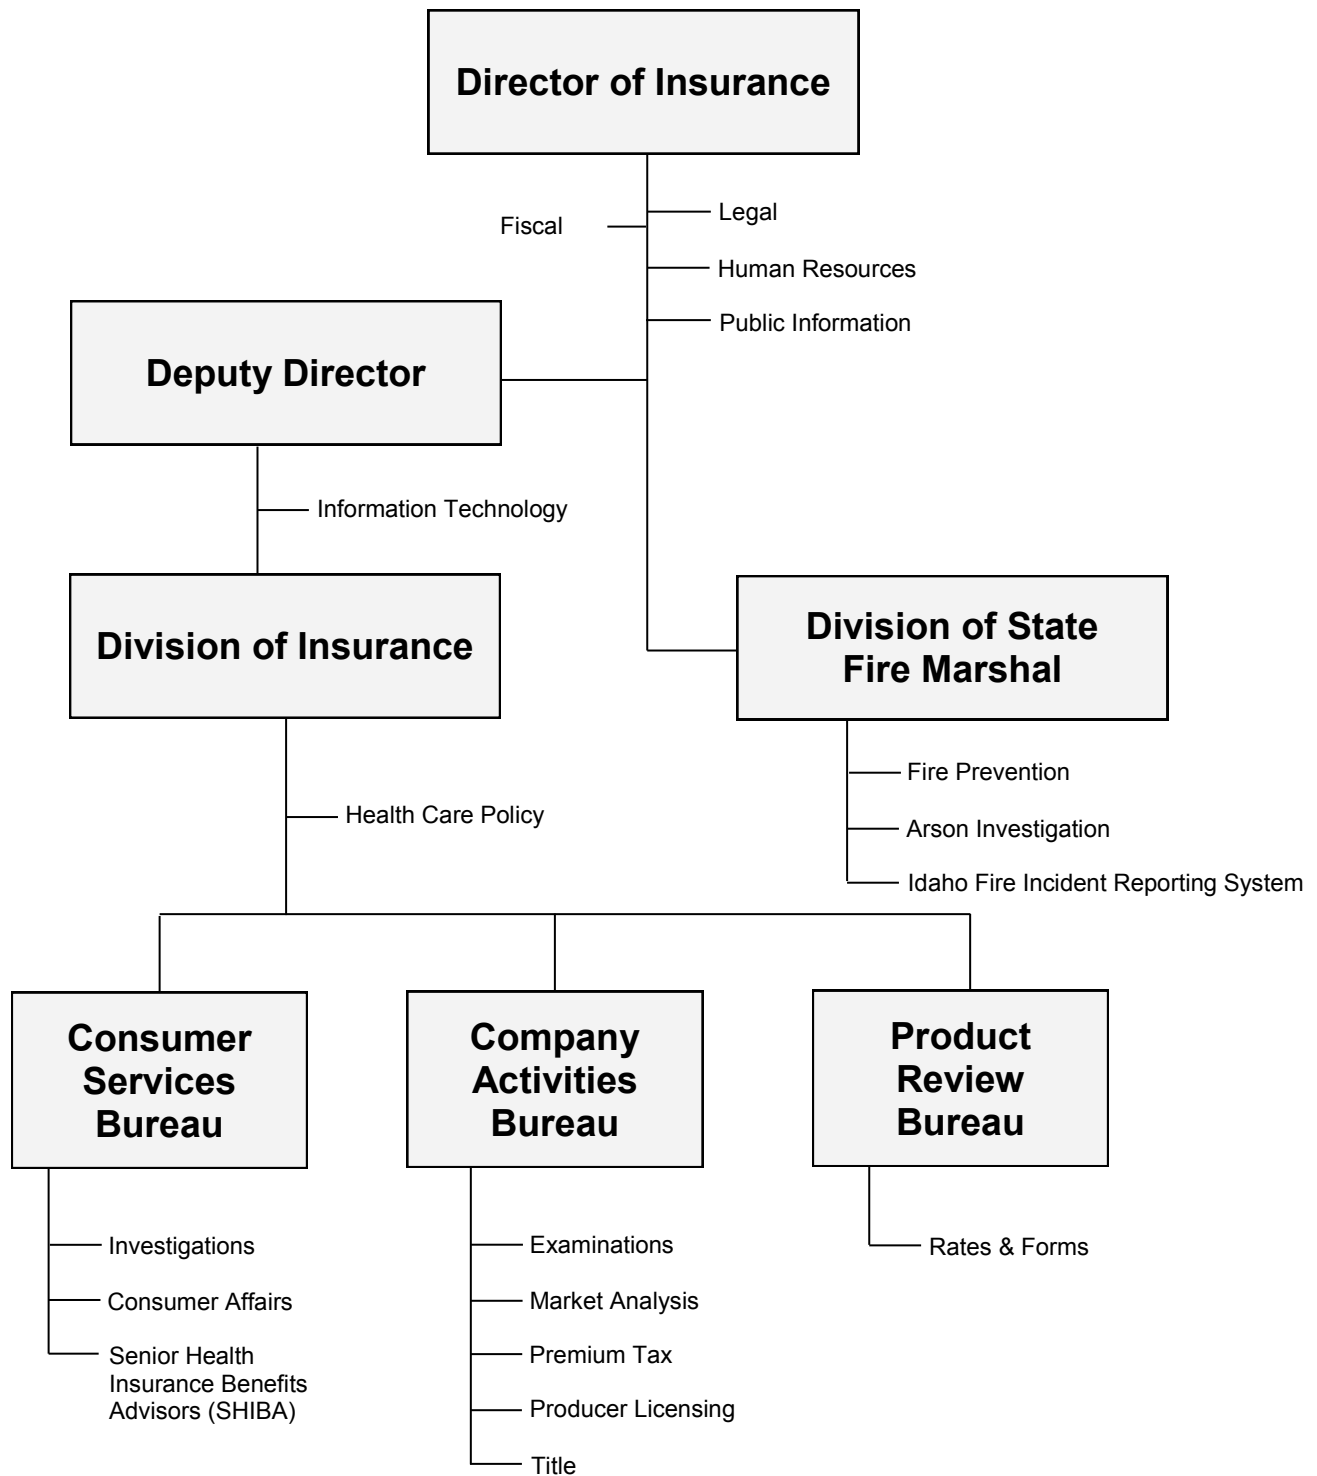 Director of Insurance
Legal
Fiscal
Human Resources
Public Information
Deputy Director
Information Technology
Division of Insurance
Division of State
Fire Marshal
Fire Prevention
Health Care Policy
Arson Investigation
Idaho Fire Incident Reporting System
Consumer
Services
Bureau
Company
Activities
Bureau
Product
Review
Bureau
Investigations
Consumer Affairs
Senior Health
Insurance Benefits
Advisors (SHIBA)
Examinations
Market Analysis
Premium Tax
Producer Licensing
Title
Rates & Forms